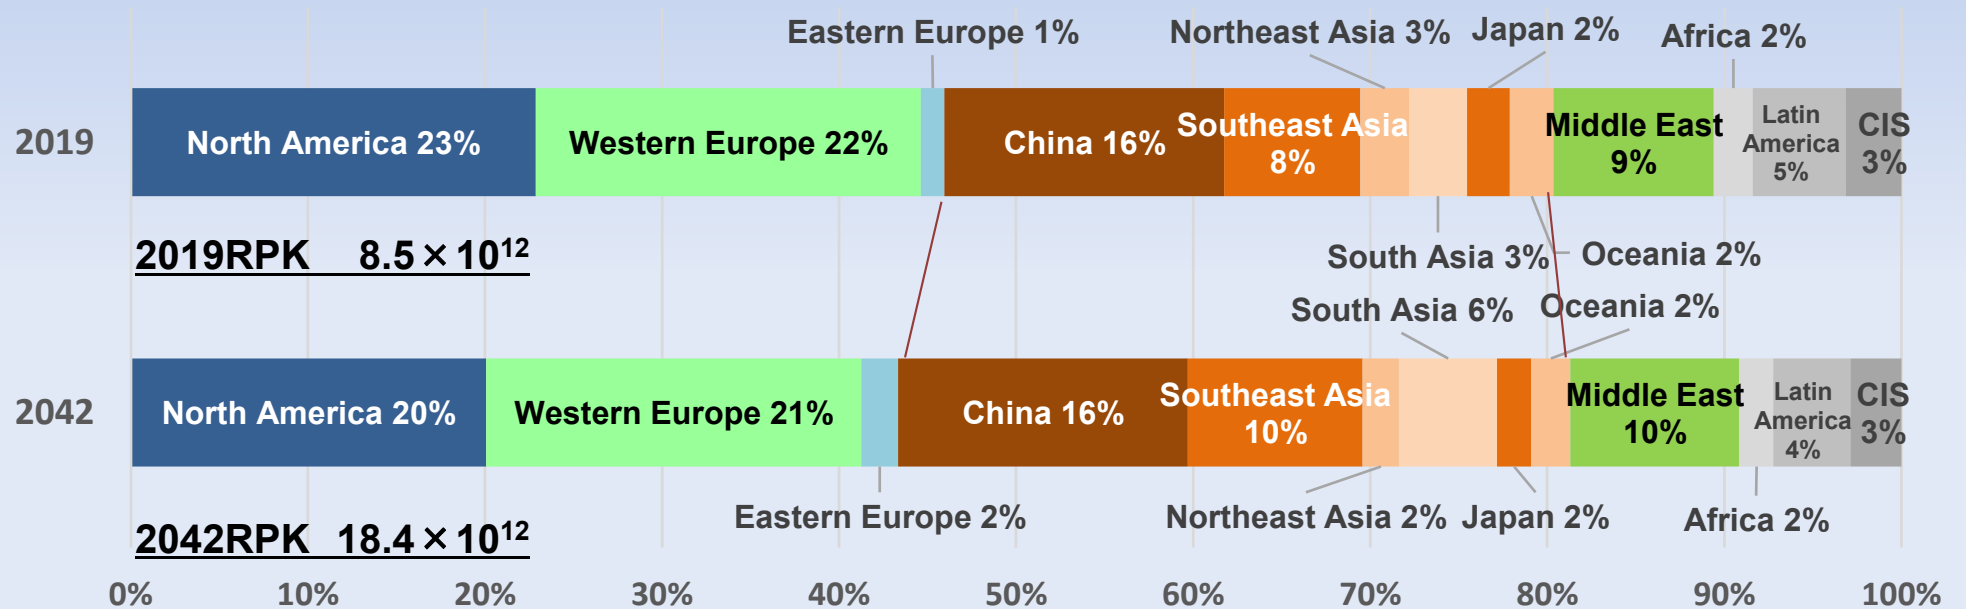 Eastern Europe 1%
Northeast Asia 3%
Japan 2%
Africa 2%
2019
North America 23%
Western Europe 22%
China 16%
Southeast Asia
8%
Middle East
9%
Latin
America
5%
CIS
3%
2019RPK 8.5×10¹²
South Asia 3%
Oceania 2%
South Asia 6%
Oceania 2%
2042
North America 20%
Western Europe 21%
China 16%
Southeast Asia
10%
Middle East
10%
Latin
America
4%
CIS
3%
Eastern Europe 2%
Northeast Asia 2%
Japan 2%
Africa 2%
2042RPK 18.4×10¹²
0% 10% 20% 30% 40% 50% 60% 70% 80% 90% 100%